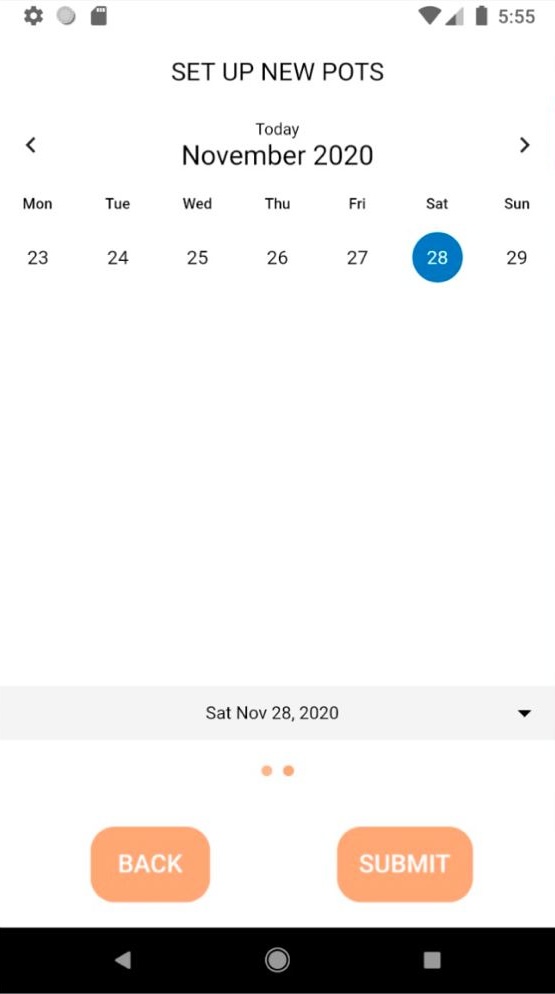 5:55
SET UP NEW POTS
Today
November 2020
Mon Tue Wed Thu Fri Sat Sun
23 24 25 26 27 28 29
Sat Nov 28, 2020
BACK SUBMIT